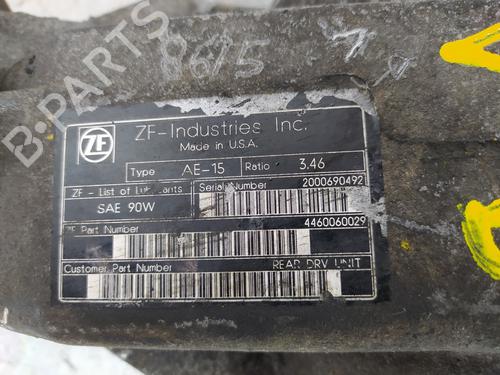 8615
B-Parts
ZF
ZF-Industries Inc.
Made in U.S.A.
Type AE-15 Ratio 3.46
ZF - List of Lubricants Serial Number 2000690492
SAE 90W
ZF Part Number 4460060029
Customer Part Number REAR DRV UNIT